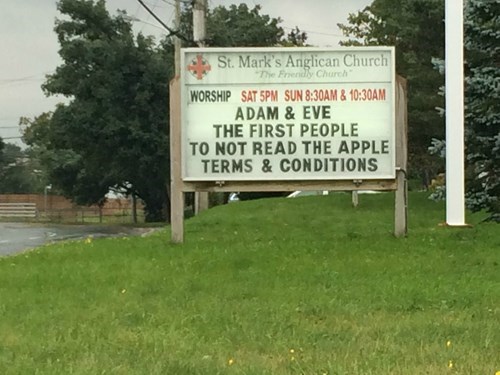 St. Mark's Anglican Church
"The Friendly Church"
WORSHIP SAT 5PM SUN 8:30AM & 10:30AM
ADAM & EVE
THE FIRST PEOPLE
TO NOT READ THE APPLE
TERMS & CONDITIONS